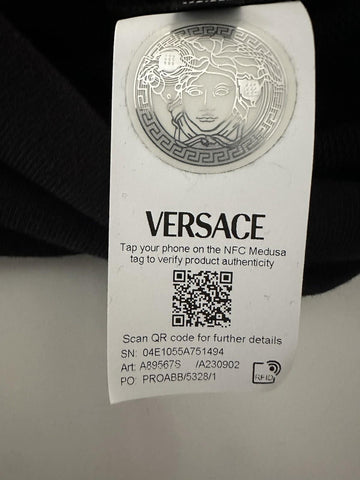 VERSACE
Tap your phone on the NFC Medusa
tag to verify product authenticity
Scan QR code for further details
SN: 04E1055A751494
Art: A89567S /A230902
PO: PROABB/5328/1
RFID